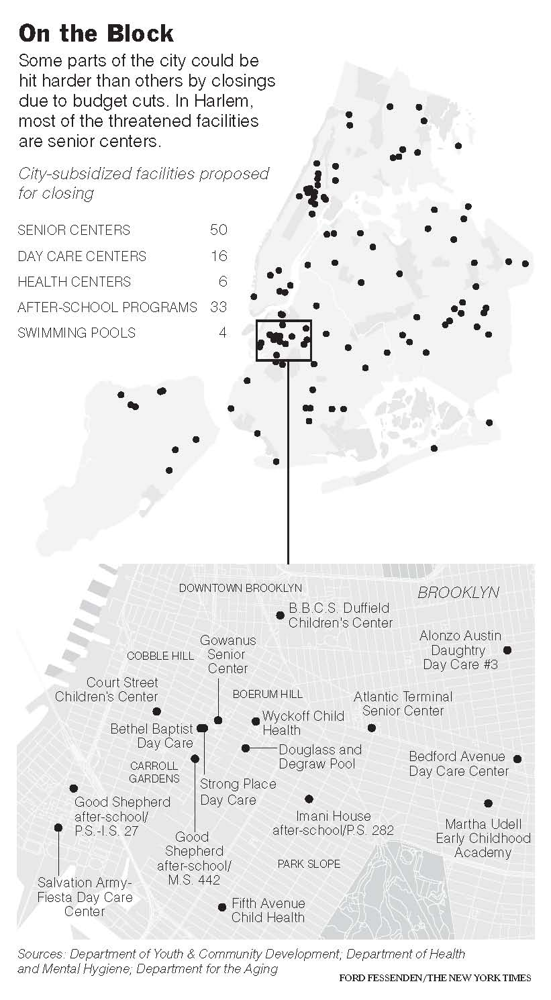 On the Block
Some parts of the city could be
hit harder than others by closings
due to budget cuts. In Harlem,
most of the threatened facilities
are senior centers.
City-subsidized facilities proposed
for closing
SENIOR CENTERS 50
DAY CARE CENTERS 16
HEALTH CENTERS 6
AFTER-SCHOOL PROGRAMS 33
SWIMMING POOLS 4
DOWNTOWN BROOKLYN
BROOKLYN
B.B.C.S. Duffield
Children's Center
Alonzo Austin
Daughtry
Day Care #3
Gowanus
Senior
Center
COBBLE HILL
Court Street
Children's Center
BOERUM HILL
Atlantic Terminal
Senior Center
Wyckoff Child
Health
Bethel Baptist
Day Care
Douglass and
Degraw Pool
Bedford Avenue
Day Care Center
CARROLL
GARDENS
Strong Place
Day Care
Good Shepherd
after-school/
P.S.-I.S. 27
Imani House
after-school/P.S. 282
Martha Udell
Early Childhood
Academy
Good
Shepherd
after-school/
M.S. 442
PARK SLOPE
Salvation Army-
Fiesta Day Care
Center
Fifth Avenue
Child Health
Sources: Department of Youth & Community Development; Department of Health
and Mental Hygiene; Department for the Aging
FORD FESSENDEN/THE NEW YORK TIMES